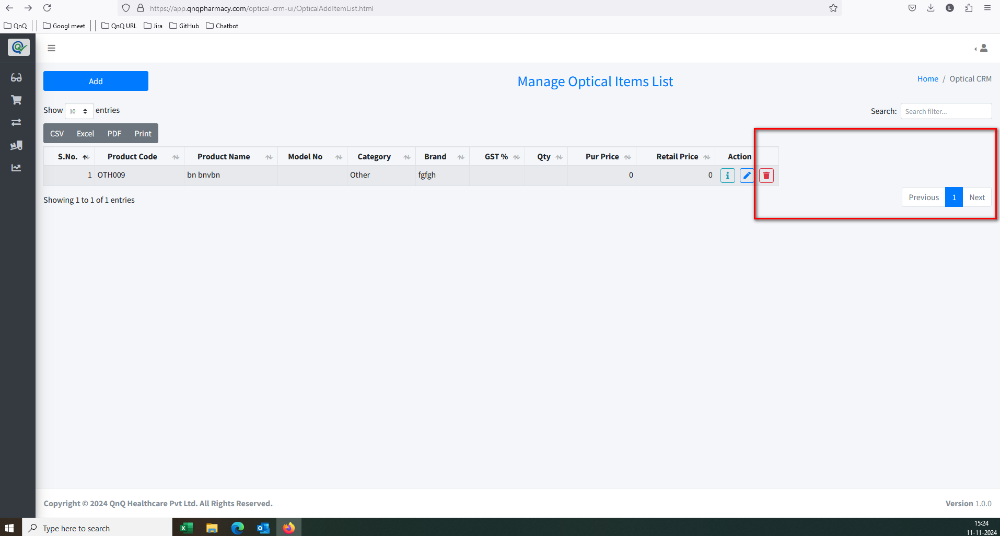 https://app.qnqpharmacy.com/optical-crm-ui/OpticalAddItemList.html
L
QnQ Googl meet QnQ URL Jira GitHub Chatbot
Add
Manage Optical Items List
Home / Optical CRM
Show 10 entries
Search: Search filter...
CSV Excel PDF Print
S.No. Product Code Product Name Model No Category Brand GST % Qty Pur Price Retail Price Action
1 OTH009 bn bnvbn Other fgfgh 0 0
Showing 1 to 1 of 1 entries
Previous 1 Next
Copyright © 2024 QnQ Healthcare Pvt Ltd. All Rights Reserved.
Version 1.0.0
Type here to search
15:24
11-11-2024